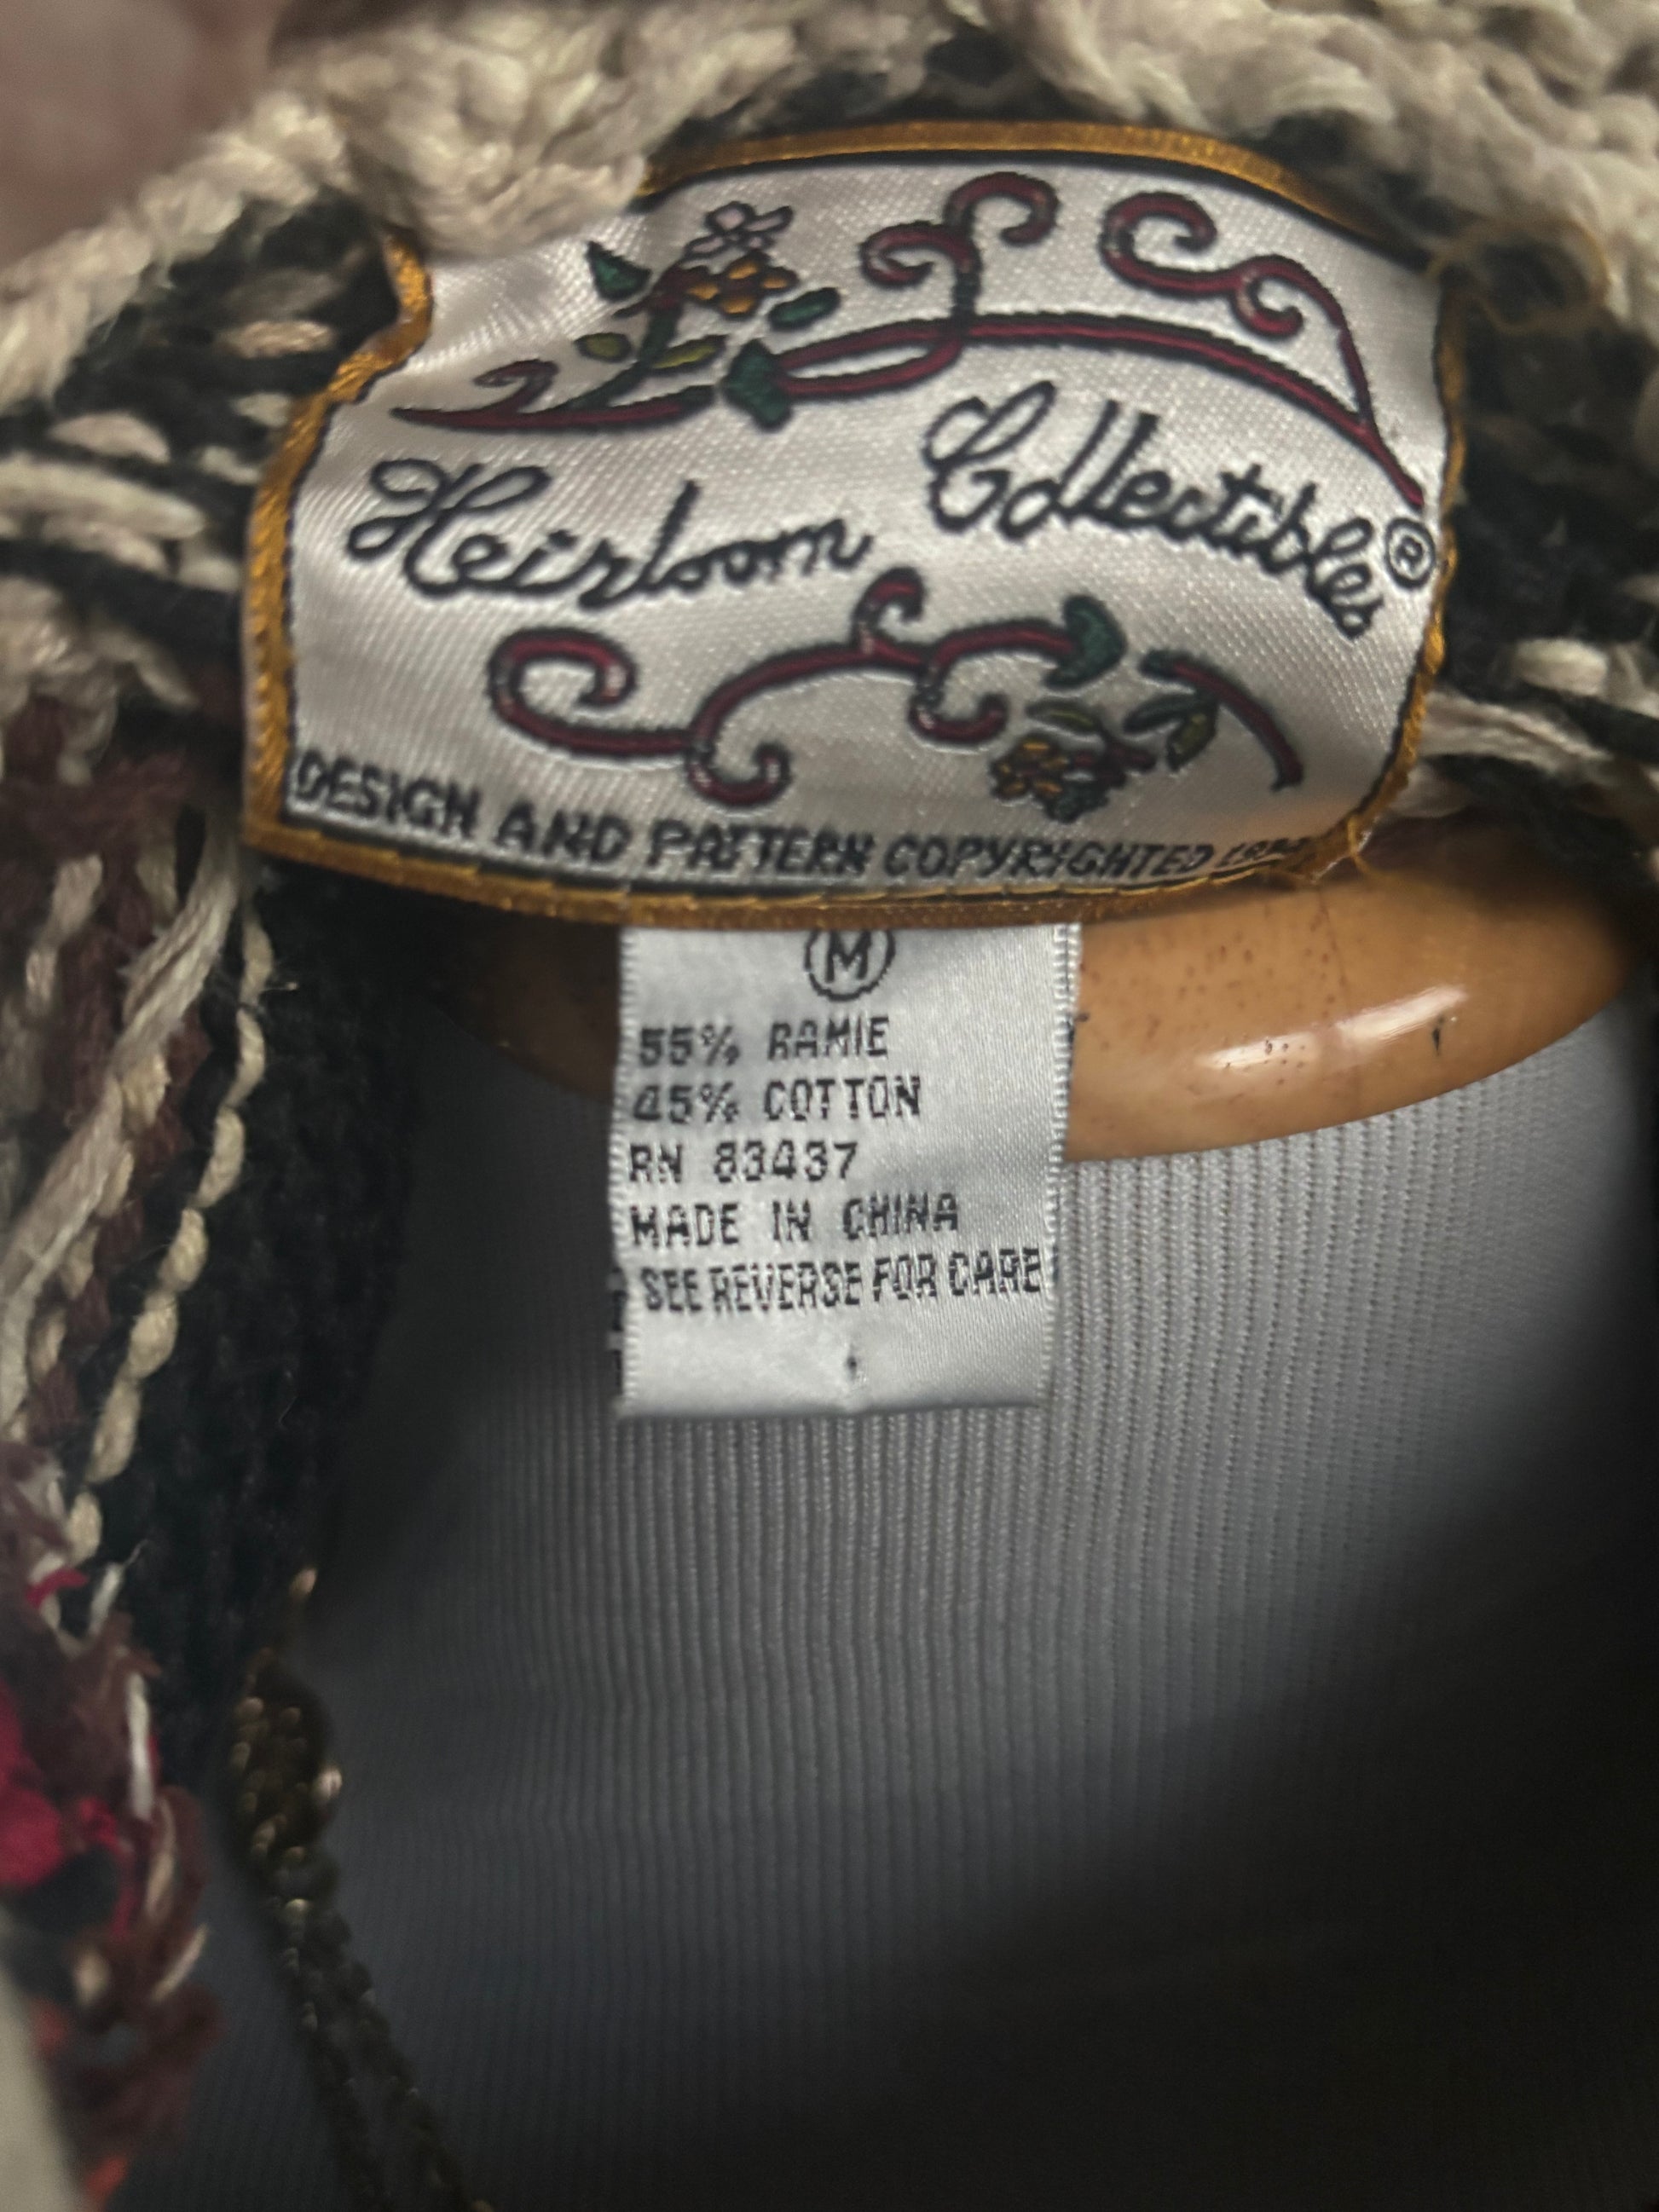 Heirloom Collectibles®
DESIGN AND PATTERN COPYRIGHTED
M
55% RAMIE
45% COTTON
RN 83437
MADE IN CHINA
SEE REVERSE FOR CARE